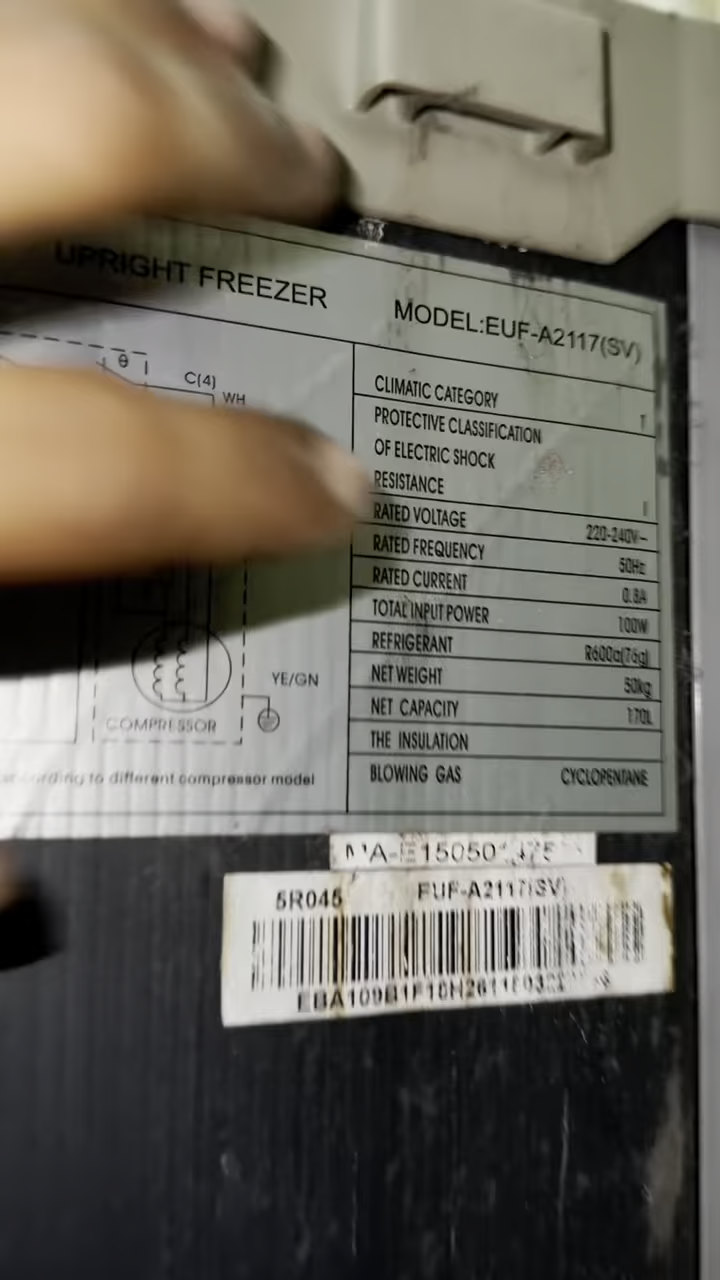 UPRIGHT FREEZER
MODEL:EUF-A2117(SV)
θ
C(4)
WH
CLIMATIC CATEGORY T
PROTECTIVE CLASSIFICATION
OF ELECTRIC SHOCK
RESISTANCE I
RATED VOLTAGE 220-240V~
RATED FREQUENCY 50Hz
RATED CURRENT 0.8A
TOTAL INPUT POWER 100W
REFRIGERANT R600a(76g)
NET WEIGHT 50kg
NET CAPACITY 170L
THE INSULATION
BLOWING GAS CYCLOPENTANE
YE/GN
COMPRESSOR
to different compressor model
5R045 EUF-A2117(SV)